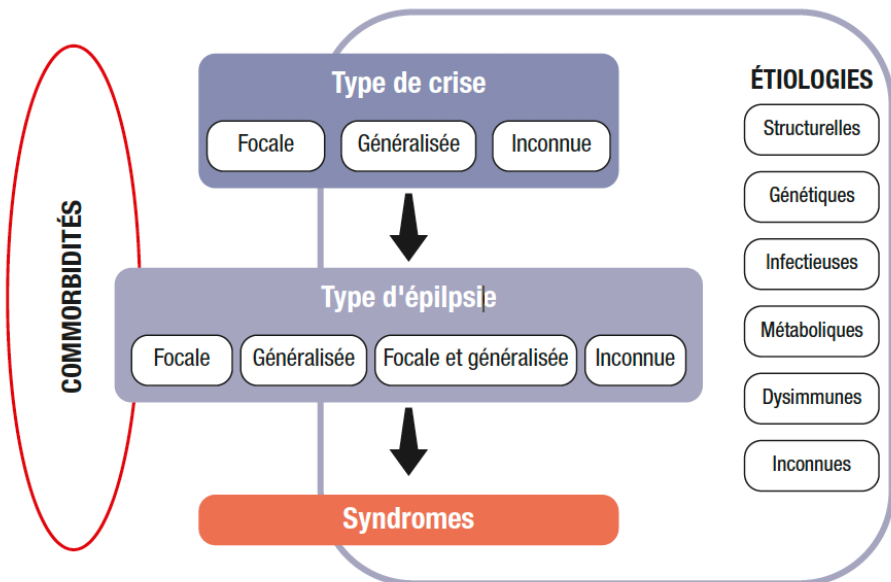 COMMORBIDITÉS
Type de crise
Focale
Généralisée
Inconnue
Type d'épilpsie
Focale
Généralisée
Focale et généralisée
Inconnue
Syndromes
ÉTIOLOGIES
Structurelles
Génétiques
Infectieuses
Métaboliques
Dysimmunes
Inconnues